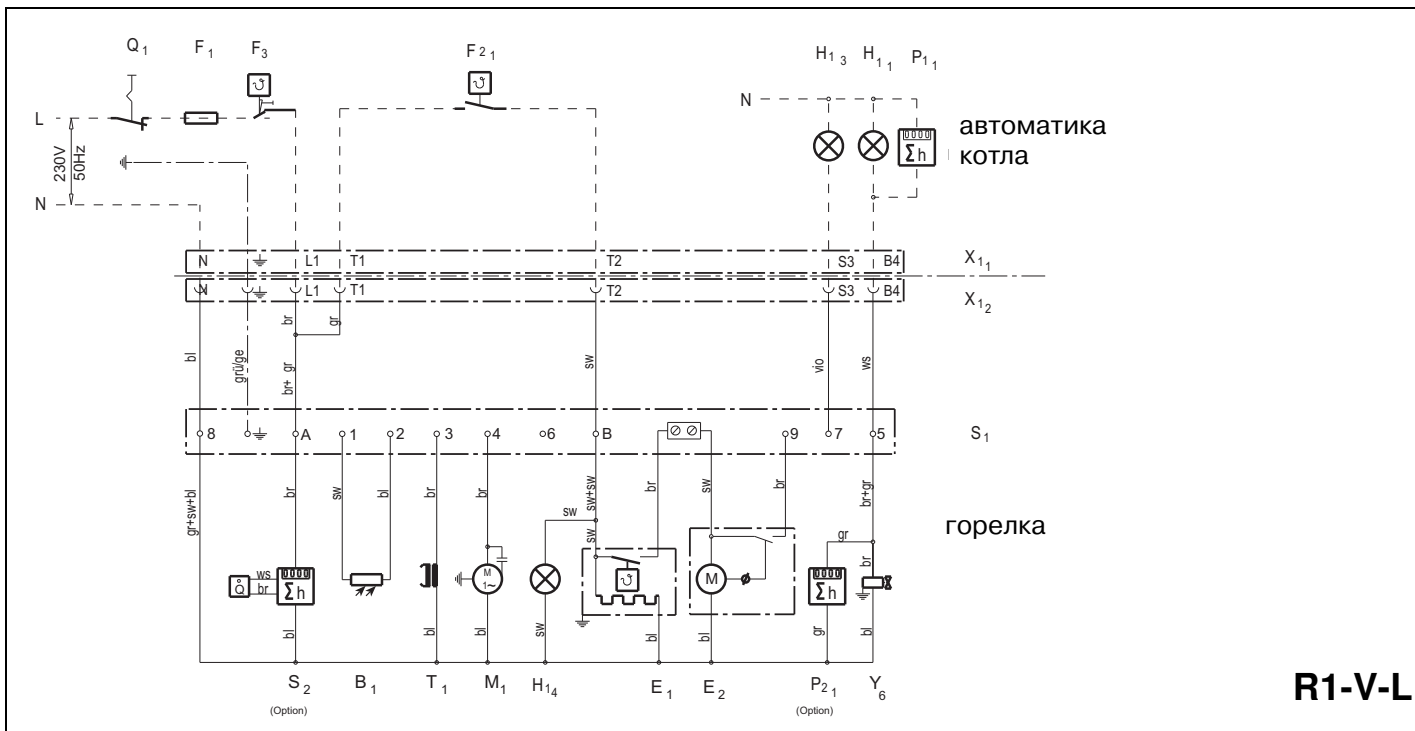 Q1 F1 F3 F21 H13 H11 P11
ϑ ϑ
L N
автоматика
котла
Σh
230V
50Hz
N
N L1 T1 T2 S3 B4 X11
N L1 T1 T2 S3 B4 X12
br gr
bl grü/ge br+ gr sw vio ws
8 A 1 2 3 4 6 B 9 7 5 S1
gr+sw+bl br sw bl br br sw sw+sw br sw br br+gr
горелка
sw gr
br
Q ws Σh M ϑ M Σh
br 1~
bl bl bl sw bl bl gr bl
S2 B1 T1 M1 H14 E1 E2 P21 Y6
(Option) (Option)
R1-V-L